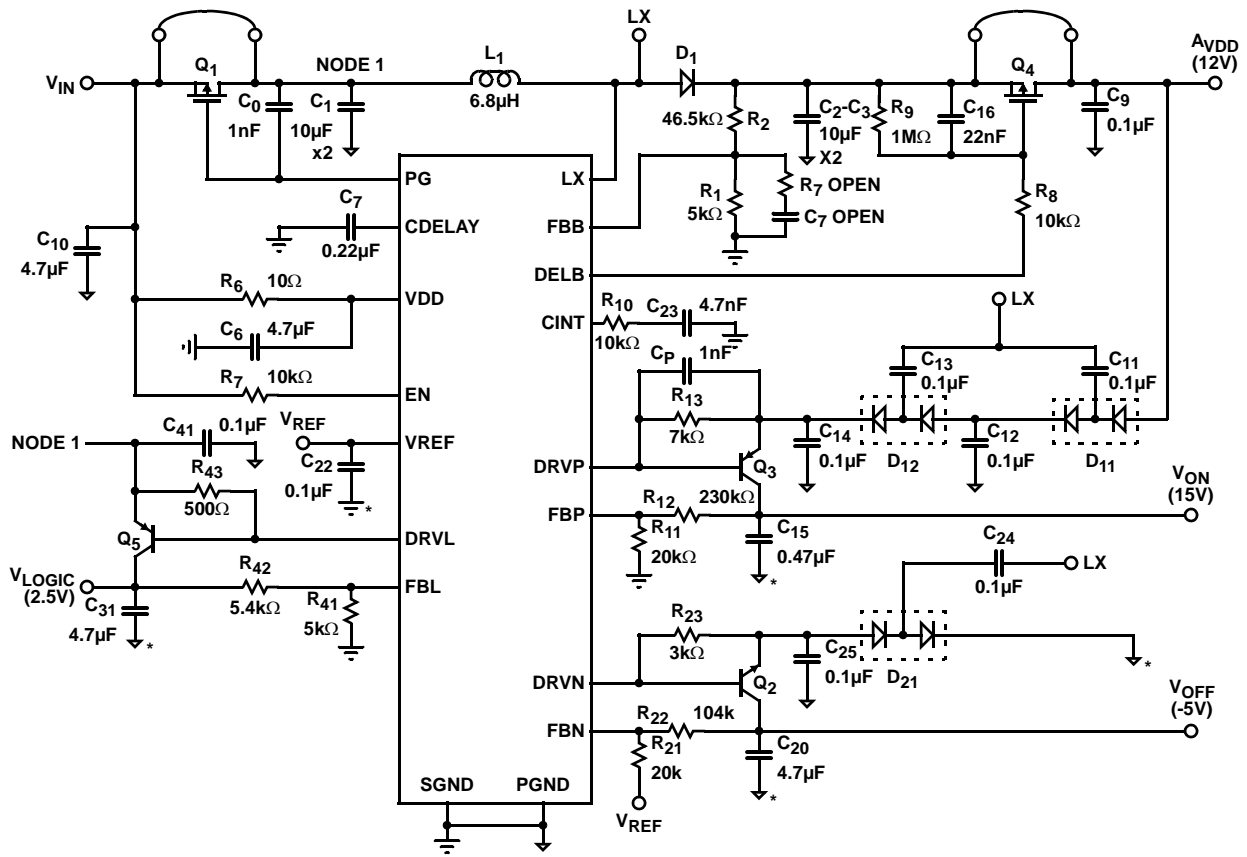 LX
V_IN
Q1
NODE 1
C0
1nF
C1
10µF
x2
L1
6.8µH
D1
46.5kΩ
R2
C2-C3
10µF
X2
R9
1MΩ
C16
22nF
Q4
C9
0.1µF
A_VDD
(12V)
PG
LX
R1
5kΩ
R7 OPEN
C7 OPEN
R8
10kΩ
C7
0.22µF
CDELAY
FBB
C10
4.7µF
DELB
R6
10Ω
VDD
C6
4.7µF
CINT
R10
10kΩ
C23
4.7nF
LX
R7
10kΩ
EN
CP
1nF
C13
0.1µF
C11
0.1µF
R13
7kΩ
NODE 1
C41
0.1µF
V_REF
VREF
C22
0.1µF
*
R43
500Ω
DRVP
Q3
C14
0.1µF
D12
C12
0.1µF
D11
V_ON
(15V)
Q5
DRVL
FBP
R12
230kΩ
R11
20kΩ
C15
0.47µF
*
C24
0.1µF
LX
V_LOGIC
(2.5V)
R42
5.4kΩ
FBL
R41
5kΩ
C31
4.7µF
*
R23
3kΩ
C25
0.1µF
D21
*
DRVN
Q2
V_OFF
(-5V)
FBN
R22
104k
R21
20k
C20
4.7µF
*
SGND
PGND
V_REF